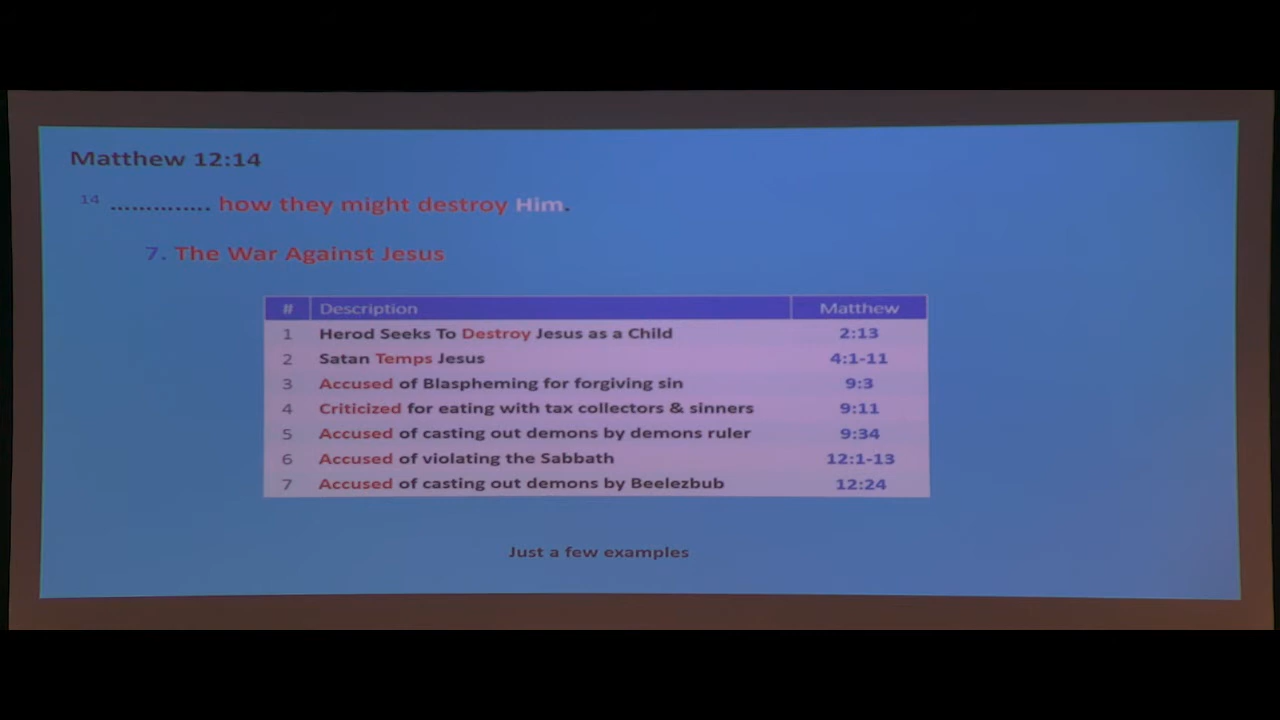 Matthew 12:14
14 ............. how they might destroy Him.
7. The War Against Jesus
# Description Matthew
1 Herod Seeks To Destroy Jesus as a Child 2:13
2 Satan Temps Jesus 4:1-11
3 Accused of Blaspheming for forgiving sin 9:3
4 Criticized for eating with tax collectors & sinners 9:11
5 Accused of casting out demons by demons ruler 9:34
6 Accused of violating the Sabbath 12:1-13
7 Accused of casting out demons by Beelezbub 12:24
Just a few examples